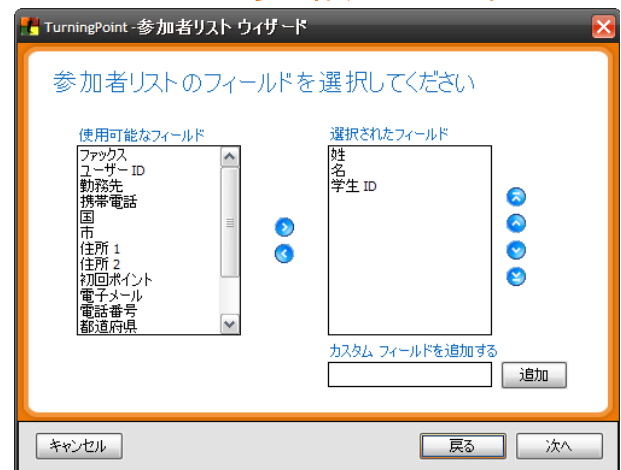 TurningPoint -参加者リスト ウィザード
参加者リストのフィールドを選択してください
使用可能なフィールド
ファックス
ユーザー ID
勤務先
携帯電話
国
市
住所 1
住所 2
初回ポイント
電子メール
電話番号
都道府県
選択されたフィールド
姓
名
学生 ID
カスタム フィールドを追加する
追加
キャンセル
戻る
次へ